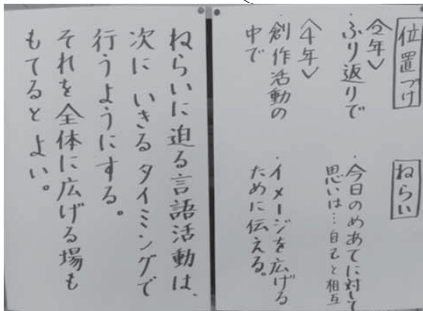 位置づけ
〈2年〉
・ふり返りで
〈4年〉
・創作活動の
中で
ねらい
・今日のめあてに対して
思いは…自己と相互
・イメージを広げる
ために伝える。
ねらいに迫る言語活動は、
次にいきるタイミングで
行うようにする。
それを全体に広げる場も
もてるとよい。